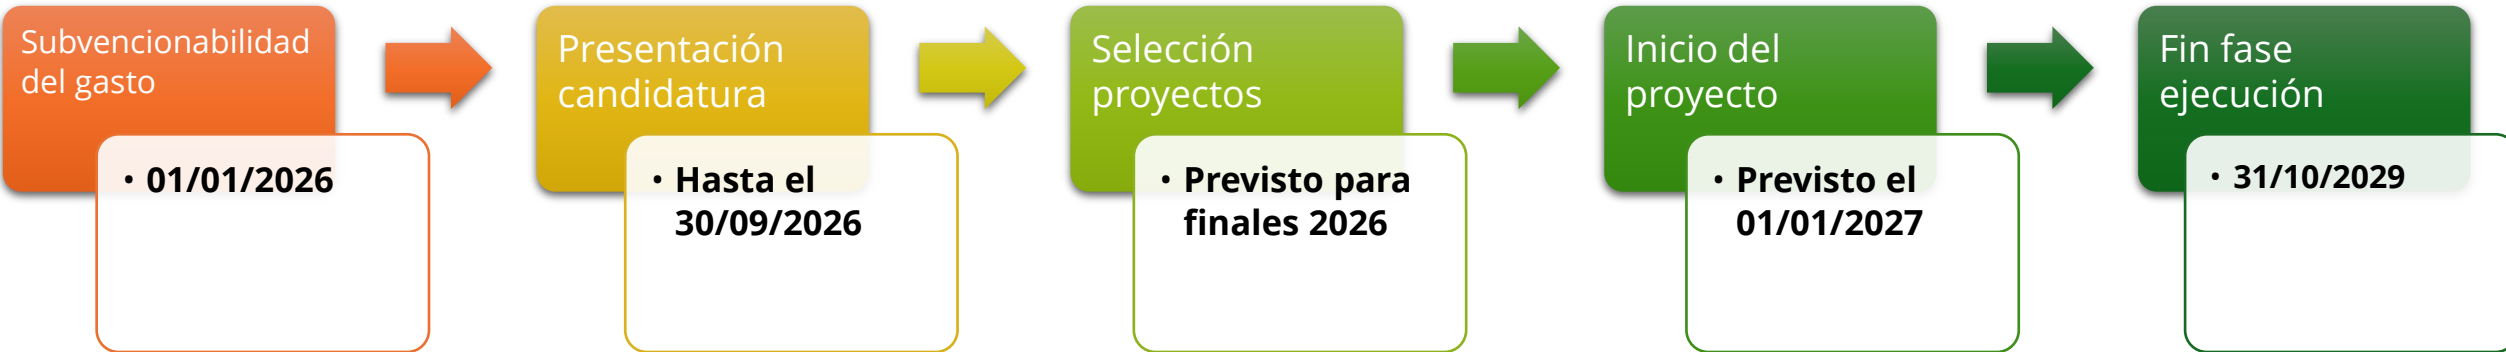 Subvencionabilidad
del gasto
• 01/01/2026
Presentación
candidatura
• Hasta el
30/09/2026
Selección
proyectos
• Previsto para
finales 2026
Inicio del
proyecto
• Previsto el
01/01/2027
Fin fase
ejecución
• 31/10/2029